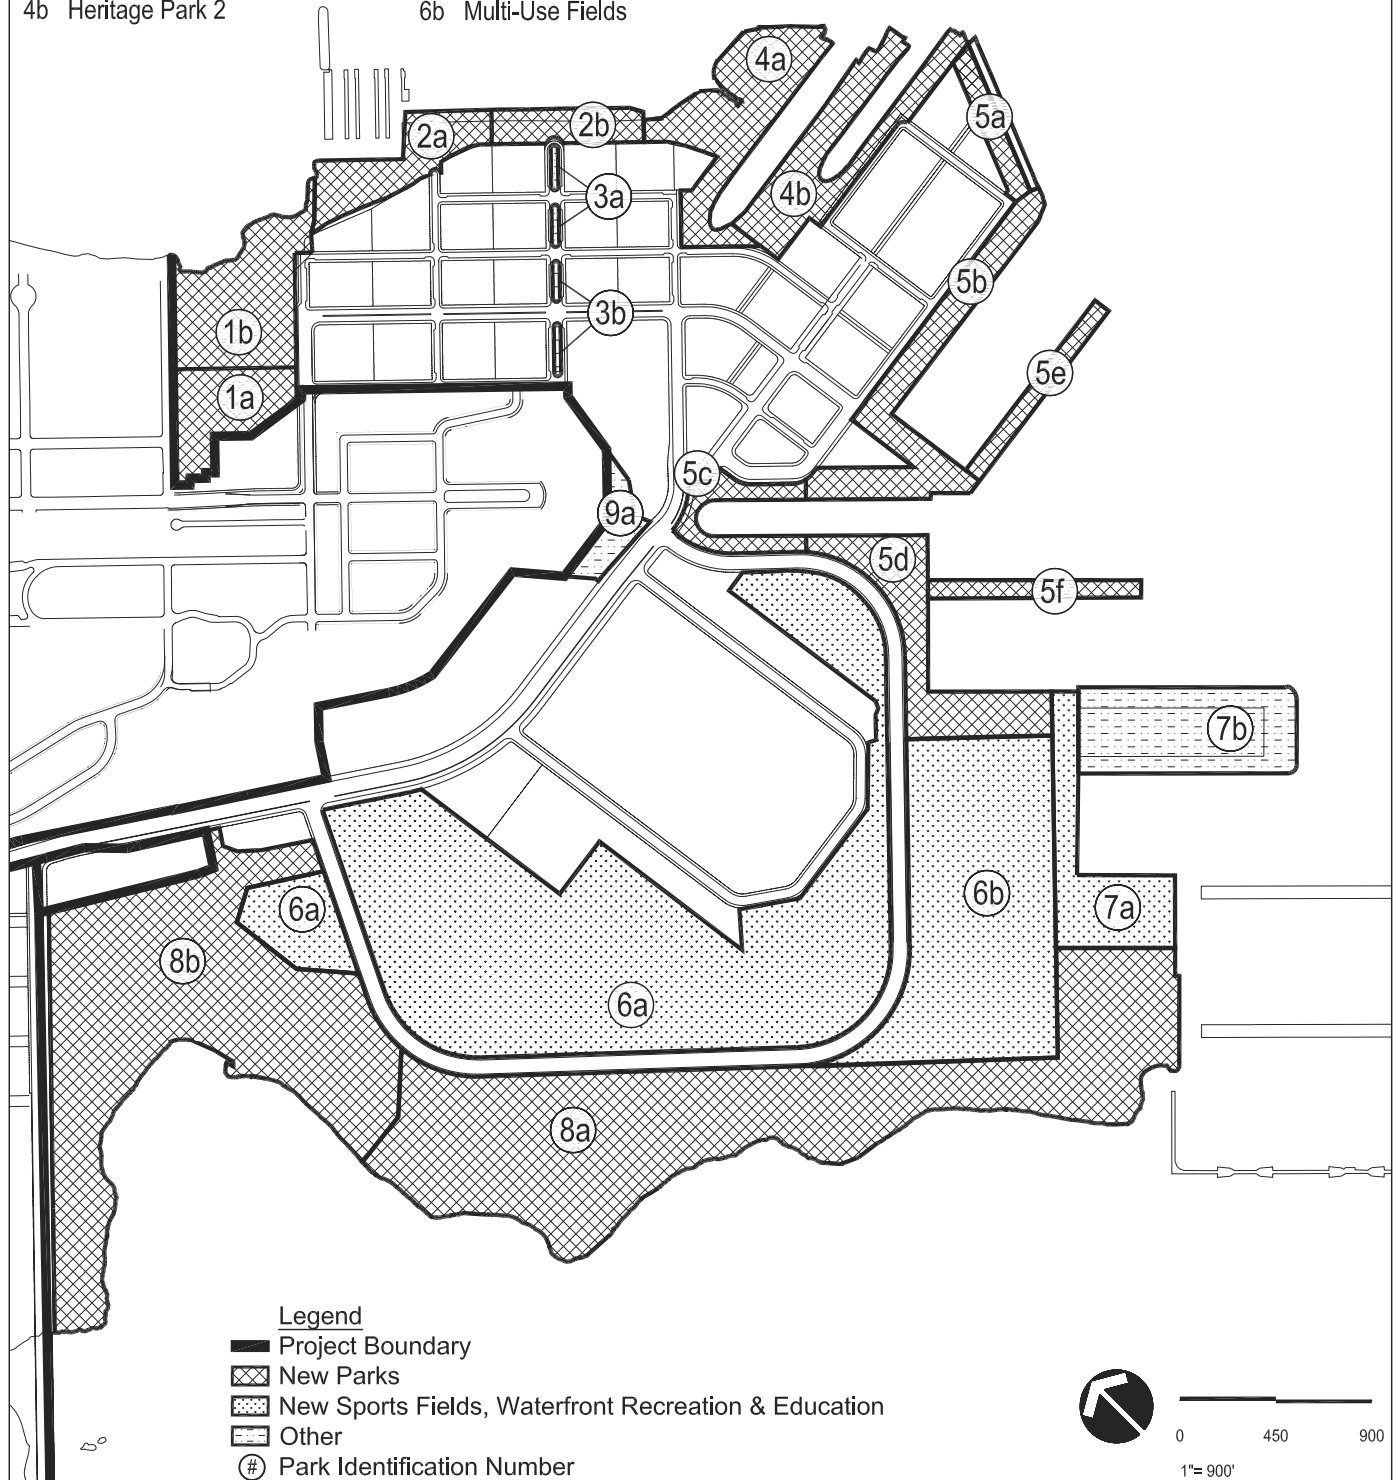 4b Heritage Park 2 6b Multi-Use Fields
4a
5a
2a 2b
3a 4b
5b
3b
1b
5e
1a
5c
9a
5d
5f
7b
6b
6a 7a
8b
6a
8a
Legend
Project Boundary
New Parks
New Sports Fields, Waterfront Recreation & Education
Other
# Park Identification Number
0 450 900
1"= 900'